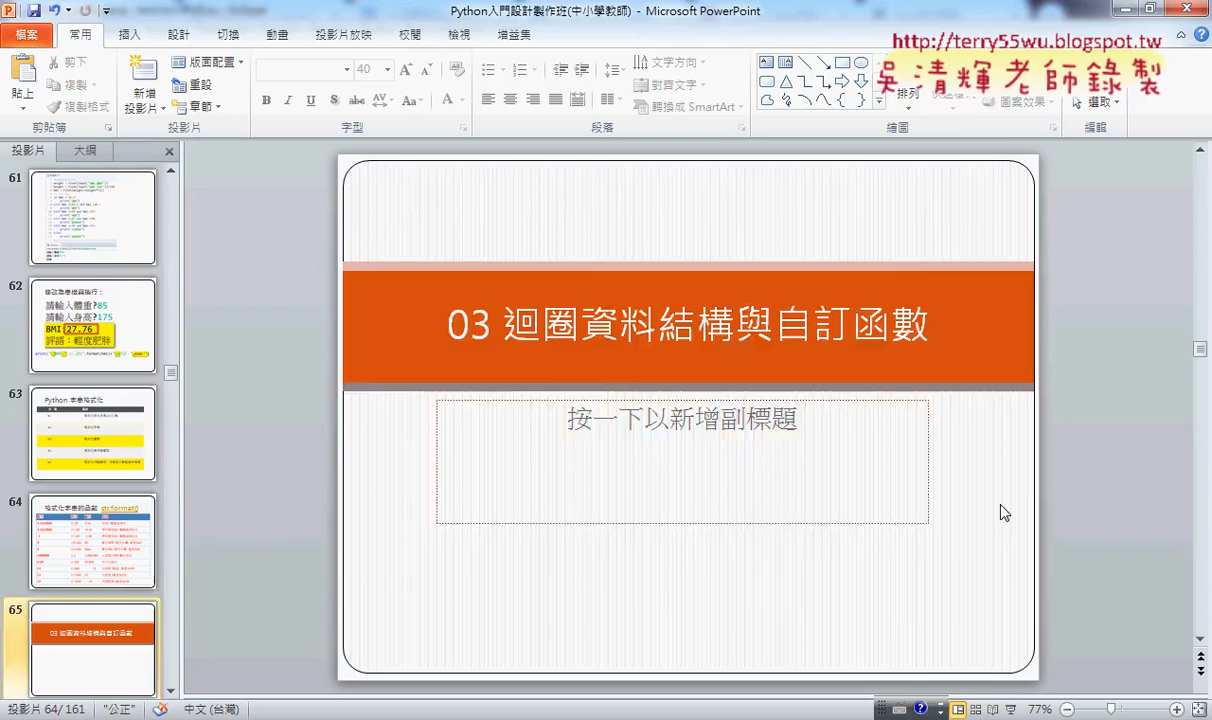 Python入門設計製作班(中小學教師) - Microsoft PowerPoint
檔案
常用
插入
設計
切換
動畫
投影片放映
校閱
檢視
增益集
http://terry55wu.blogspot.tw
吳清輝老師錄製
貼上
剪下
複製
複製格式
剪貼簿
新增
投影片
版面配置
重設
章節
投影片
40
字型
文字方向
對齊文字
轉換成 SmartArt
段落
排列
圖案效果
繪圖
選取
編輯
投影片
大綱
61
62
請輸入體重?85
請輸入身高?175
BMI 27.76
評語：輕度肥胖
63
Python 字串格式化
64
格式化字串的函數 str.format()
65
03 迴圈資料結構與自訂函數
03 迴圈資料結構與自訂函數
按一下以新增副標題
投影片 64/161
"公正"
中文 (台灣)
77%